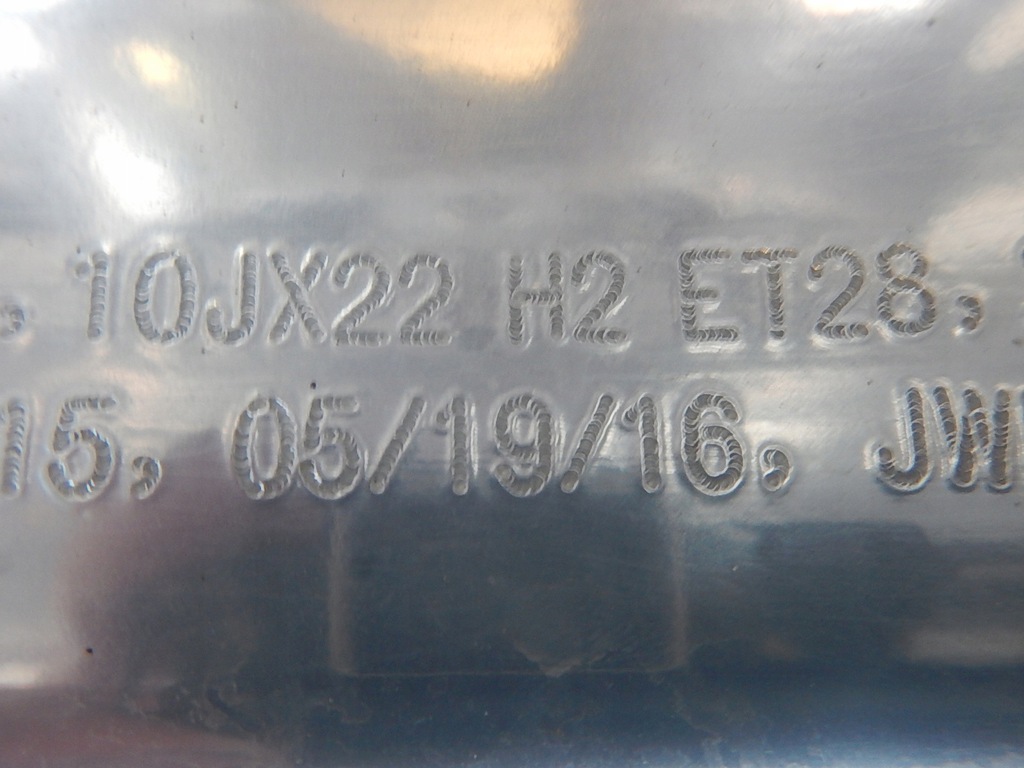 , 10JX22 H2 ET28,
15, 05/19/16, JW